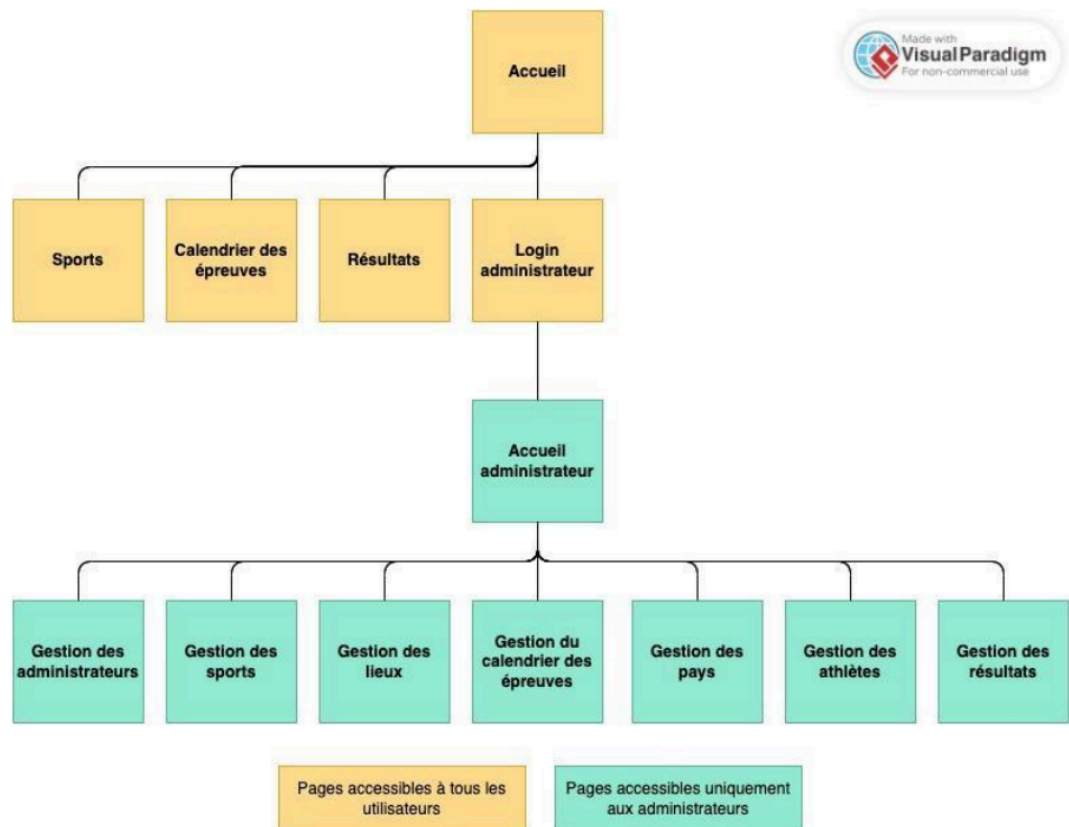 Made with
Visual Paradigm
For non-commercial use
Accueil
Sports
Calendrier des
épreuves
Résultats
Login
administrateur
Accueil
administrateur
Gestion des
administrateurs
Gestion des
sports
Gestion des
lieux
Gestion du
calendrier des
épreuves
Gestion des
pays
Gestion des
athlètes
Gestion des
résultats
Pages accessibles à tous les
utilisateurs
Pages accessibles uniquement
aux administrateurs